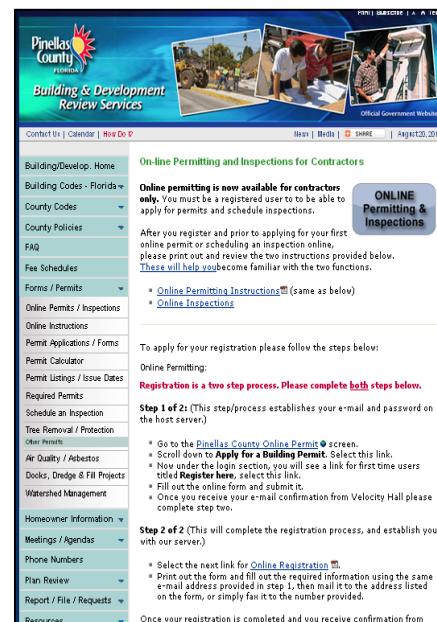 Print | Subscribe | A A Te
Pinellas
County
FLORIDA
Building & Development
Review Services
Official Government Website
Contact Us | Calendar | How Do I?
News | Media | SHARE | August 20, 20
Building/Develop. Home
Building Codes - Florida
County Codes
County Policies
FAQ
Fee Schedules
Forms / Permits
Online Permits / Inspections
Online Instructions
Permit Applications / Forms
Permit Calculator
Permit Listings / Issue Dates
Required Permits
Schedule an Inspection
Tree Removal / Protection
Other Permits
Air Quality / Asbestos
Docks, Dredge & Fill Projects
Watershed Management
Homeowner Information
Meetings / Agendas
Phone Numbers
Plan Review
Report / File / Requests
Resources
On-line Permitting and Inspections for Contractors
Online permitting is now available for contractors
only. You must be a registered user to to be able to
apply for permits and schedule inspections.
ONLINE
Permitting &
Inspections
After you register and prior to applying for your first
online permit or scheduling an inspection online,
please print out and review the two instructions provided below.
These will help youbecome familiar with the two functions.
Online Permitting Instructions (same as below)
Online Inspections
To apply for your registration please follow the steps below:
Online Permitting:
Registration is a two step process. Please complete both steps below.
Step 1 of 2: (This step/process establishes your e-mail and password on
the host server.)
Go to the Pinellas County Online Permit screen.
Scroll down to Apply for a Building Permit. Select this link.
Now under the login section, you will see a link for first time users
titled Register here, select this link.
Fill out the online form and submit it.
Once you receive your e-mail confirmation from Velocity Hall please
complete step two.
Step 2 of 2 (This will complete the registration process, and establish you
with our server.)
Select the next link for Online Registration.
Print out the form and fill out the required information using the same
e-mail address provided in step 1, then mail it to the address listed
on the form, or simply fax it to the number provided.
Once your registration is completed and you receive confirmation from